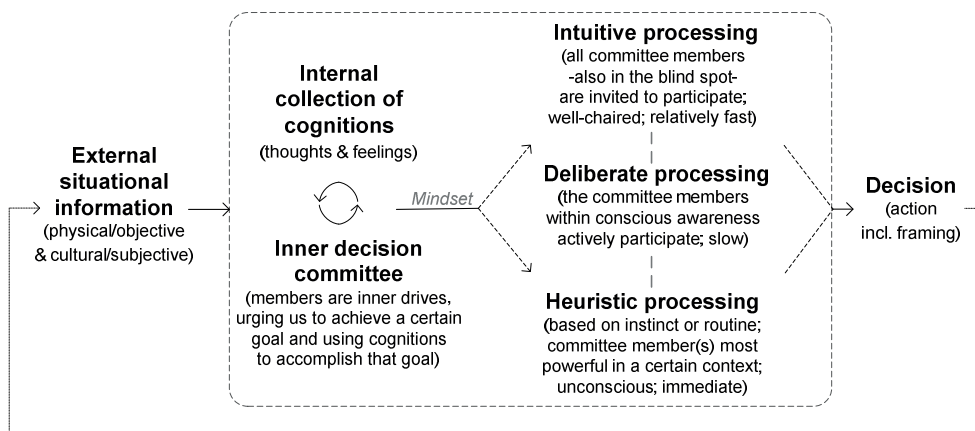 External
situational
information
(physical/objective
& cultural/subjective)
Internal
collection of
cognitions
(thoughts & feelings)
Inner decision
committee
(members are inner drives,
urging us to achieve a certain
goal and using cognitions
to accomplish that goal)
Mindset
Intuitive processing
(all committee members
-also in the blind spot-
are invited to participate;
well-chaired; relatively fast)
Deliberate processing
(the committee members
within conscious awareness
actively participate; slow)
Heuristic processing
(based on instinct or routine;
committee member(s) most
powerful in a certain context;
unconscious; immediate)
Decision
(action
incl. framing)